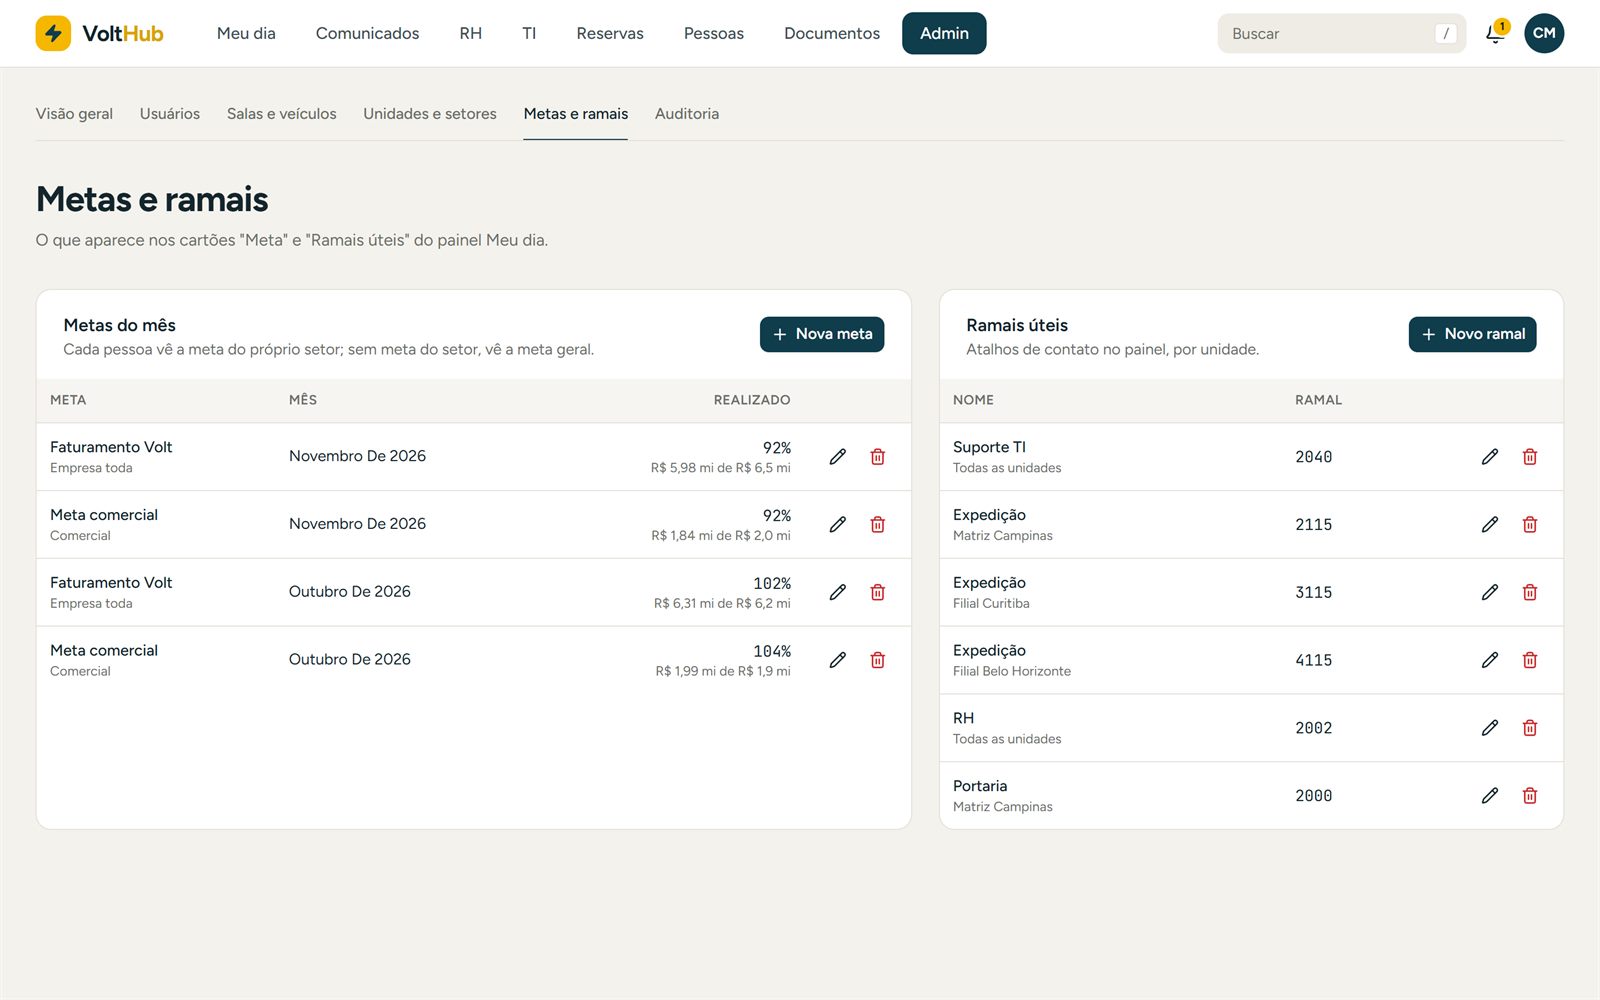 VoltHub
Meu dia
Comunicados
RH
TI
Reservas
Pessoas
Documentos
Admin
Buscar
/
1
CM
Visão geral
Usuários
Salas e veículos
Unidades e setores
Metas e ramais
Auditoria
Metas e ramais
O que aparece nos cartões "Meta" e "Ramais úteis" do painel Meu dia.
Metas do mês
Cada pessoa vê a meta do próprio setor; sem meta do setor, vê a meta geral.
+ Nova meta
META
MÊS
REALIZADO
Faturamento Volt
Empresa toda
Novembro De 2026
92%
R$ 5,98 mi de R$ 6,5 mi
Meta comercial
Comercial
Novembro De 2026
92%
R$ 1,84 mi de R$ 2,0 mi
Faturamento Volt
Empresa toda
Outubro De 2026
102%
R$ 6,31 mi de R$ 6,2 mi
Meta comercial
Comercial
Outubro De 2026
104%
R$ 1,99 mi de R$ 1,9 mi
Ramais úteis
Atalhos de contato no painel, por unidade.
+ Novo ramal
NOME
RAMAL
Suporte TI
Todas as unidades
2040
Expedição
Matriz Campinas
2115
Expedição
Filial Curitiba
3115
Expedição
Filial Belo Horizonte
4115
RH
Todas as unidades
2002
Portaria
Matriz Campinas
2000